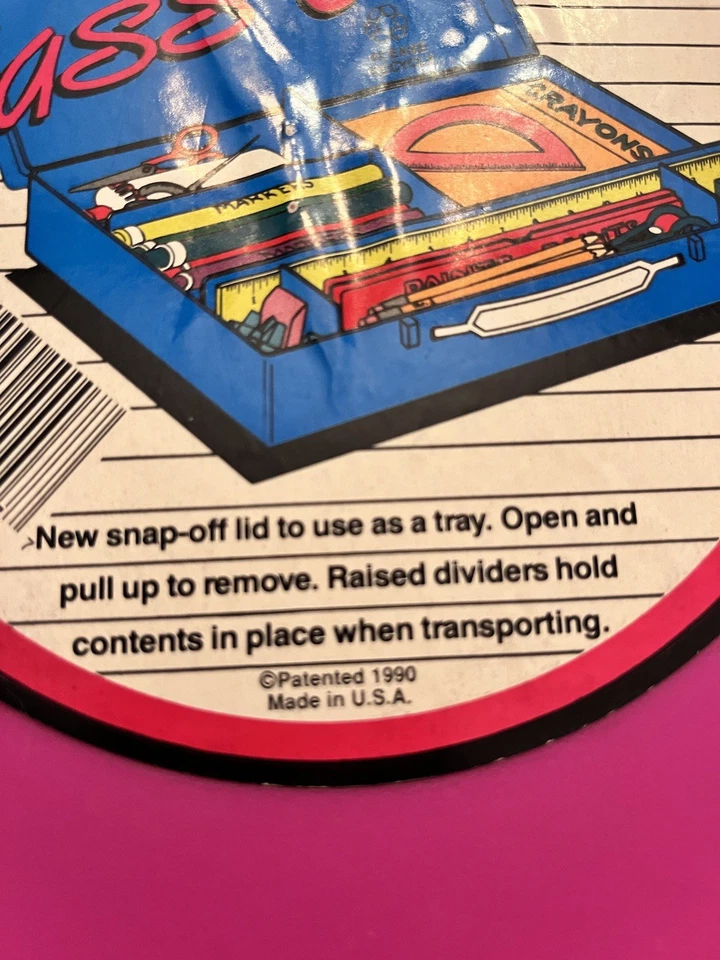 PLEASE
CRAYONS
MARKERS
New snap-off lid to use as a tray. Open and
pull up to remove. Raised dividers hold
contents in place when transporting.
©Patented 1990
Made in U.S.A.